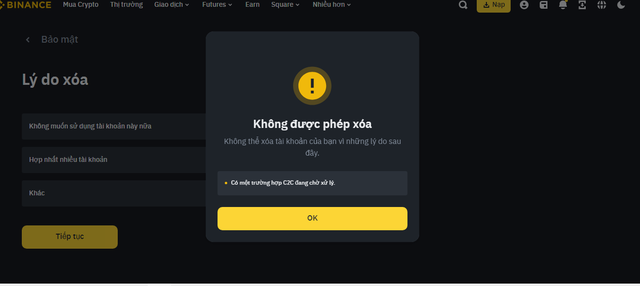 BINANCE Mua Crypto Thị trường Giao dịch Futures Earn Square Nhiều hơn Nạp
Bảo mật
Lý do xóa
Không muốn sử dụng tài khoản này nữa
Hợp nhất nhiều tài khoản
Khác
Tiếp tục
!
Không được phép xóa
Không thể xóa tài khoản của bạn vì những lý do sau
đây.
Có một trường hợp C2C đang chờ xử lý.
OK